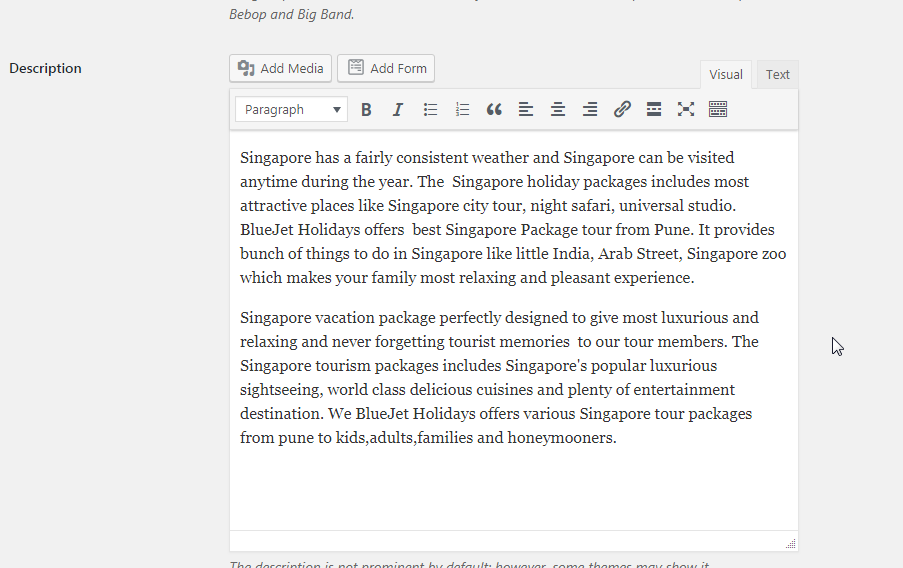 Bebop and Big Band.
Description
Add Media
Add Form
Visual
Text
Paragraph
B
I
Singapore has a fairly consistent weather and Singapore can be visited
anytime during the year. The  Singapore holiday packages includes most
attractive places like Singapore city tour, night safari, universal studio.
BlueJet Holidays offers  best Singapore Package tour from Pune. It provides
bunch of things to do in Singapore like little India, Arab Street, Singapore zoo
which makes your family most relaxing and pleasant experience.
Singapore vacation package perfectly designed to give most luxurious and
relaxing and never forgetting tourist memories  to our tour members. The
Singapore tourism packages includes Singapore's popular luxurious
sightseeing, world class delicious cuisines and plenty of entertainment
destination. We BlueJet Holidays offers various Singapore tour packages
from pune to kids,adults,families and honeymooners.
The description is not prominent by default; however, some themes may show it.